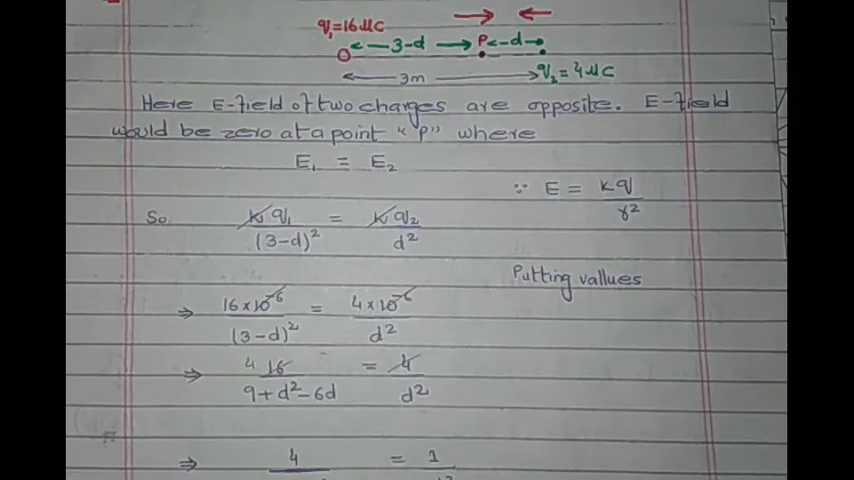 q₁=16μC
3-d P d
3m q₂=4μC
Here E-field of two charges are opposite. E-field
would be zero at a point "P" where
E₁ = E₂
∵ E = kq/r²
So. kq₁/(3-d)² = kq₂/d²
Putting vallues
⇒ 16×10⁻⁶/(3-d)² = 4×10⁻⁶/d²
⇒ 4 16/9+d²-6d = 4/d²
⇒ 4 = 1